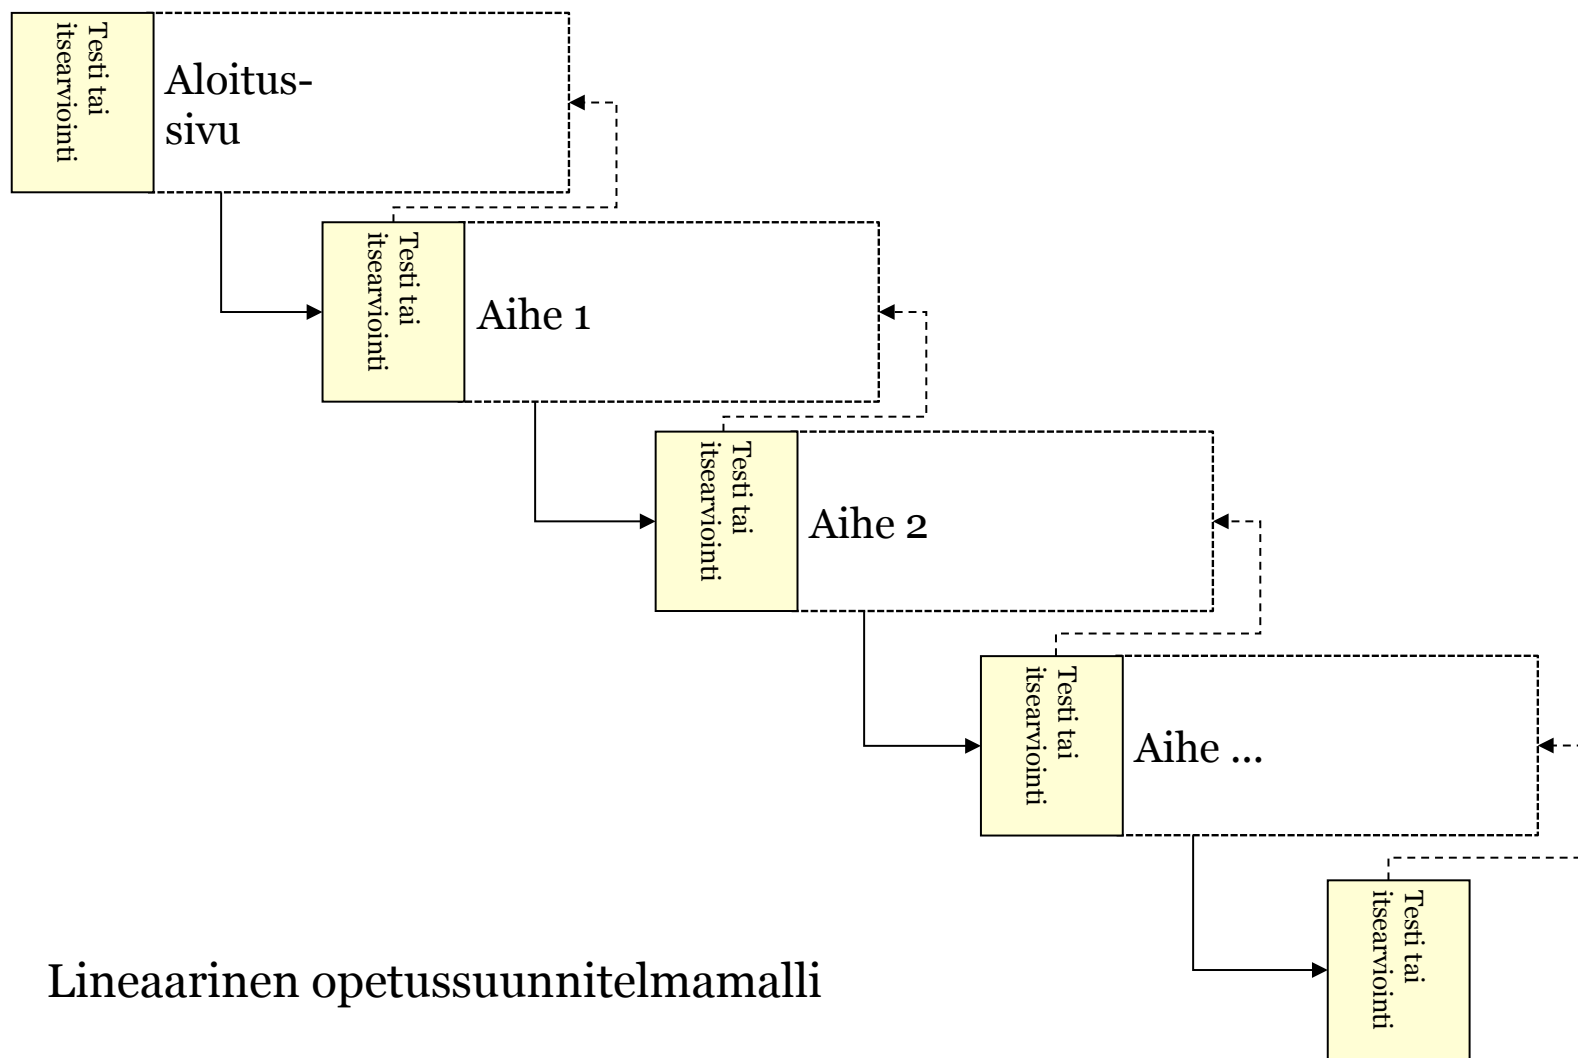 Testi tai
itsearviointi
Aloitus-
sivu
Testi tai
itsearviointi
Aihe 1
Testi tai
itsearviointi
Aihe 2
Testi tai
itsearviointi
Aihe ...
Testi tai
itsearviointi
Lineaarinen opetussuunnitelmamalli